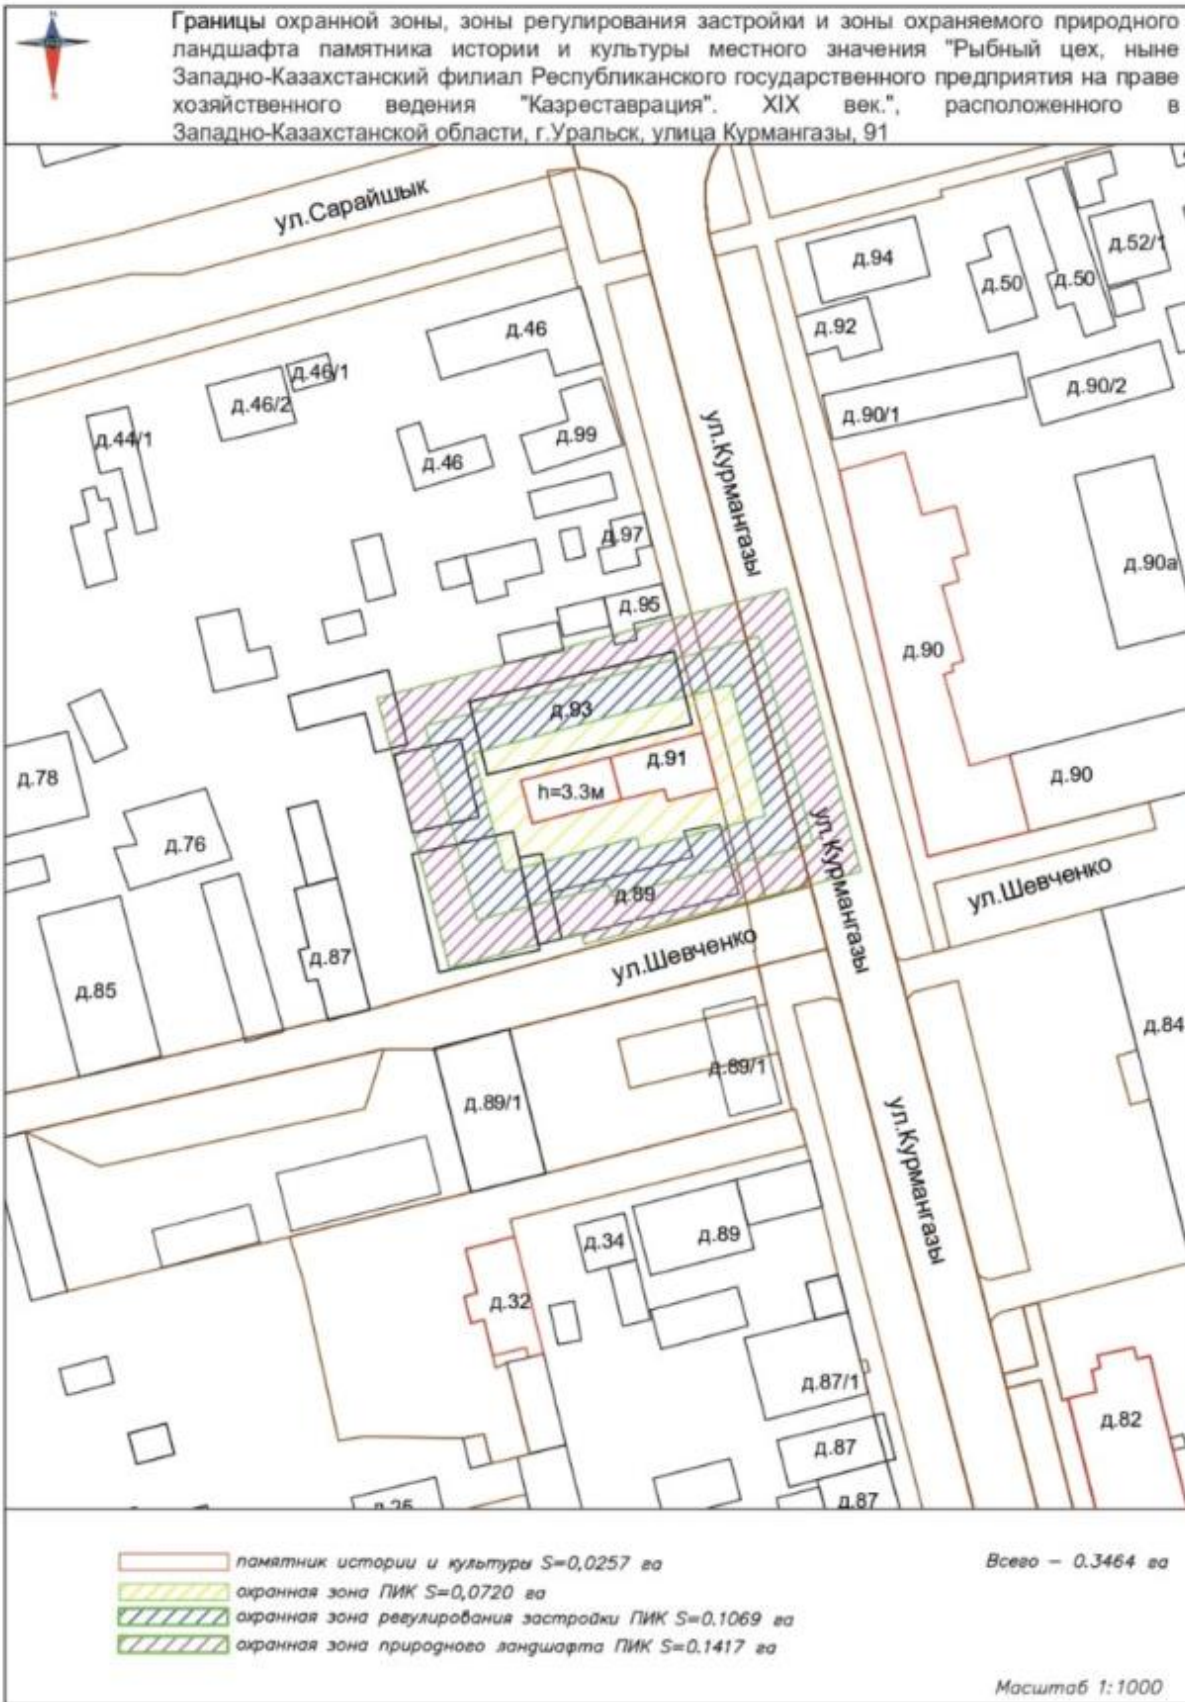 Границы охранной зоны, зоны регулирования застройки и зоны охраняемого природного
ландшафта памятника истории и культуры местного значения "Рыбный цех, ныне
Западно-Казахстанский филиал Республиканского государственного предприятия на праве
хозяйственного ведения "Казреставрация". XIX век.", расположенного в
Западно-Казахстанской области, г.Уральск, улица Курмангазы, 91
ул.Сарайшык
д.94
д.50
д.50
д.52/1
д.46
д.92
д.46/1
д.46/2
д.90/1
д.90/2
д.44/1
д.46
д.99
ул.Курмангазы
д.97
д.90а
д.95
д.90
д.93
д.91
h=3.3м
д.78
д.90
д.76
ул.Курмангазы
ул.Шевченко
д.89
д.87
ул.Шевченко
д.85
д.84
д.89/1
д.89/1
ул.Курмангазы
д.34
д.89
д.32
д.87/1
д.82
д.87
д.25
д.87
памятник истории и культуры S=0,0257 га
Всего – 0.3464 га
охранная зона ПИК S=0,0720 га
охранная зона регулирования застройки ПИК S=0.1069 га
охранная зона природного ландшафта ПИК S=0.1417 га
Масштаб 1:1000